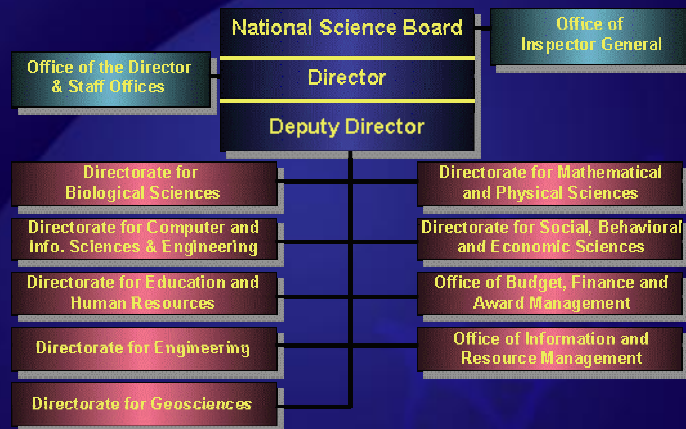 National Science Board
Office of
Inspector General
Office of the Director
& Staff Offices
Director
Deputy Director
Directorate for
Biological Sciences
Directorate for Mathematical
and Physical Sciences
Directorate for Computer and
Info. Sciences & Engineering
Directorate for Social, Behavioral
and Economic Sciences
Directorate for Education and
Human Resources
Office of Budget, Finance and
Award Management
Directorate for Engineering
Office of Information and
Resource Management
Directorate for Geosciences